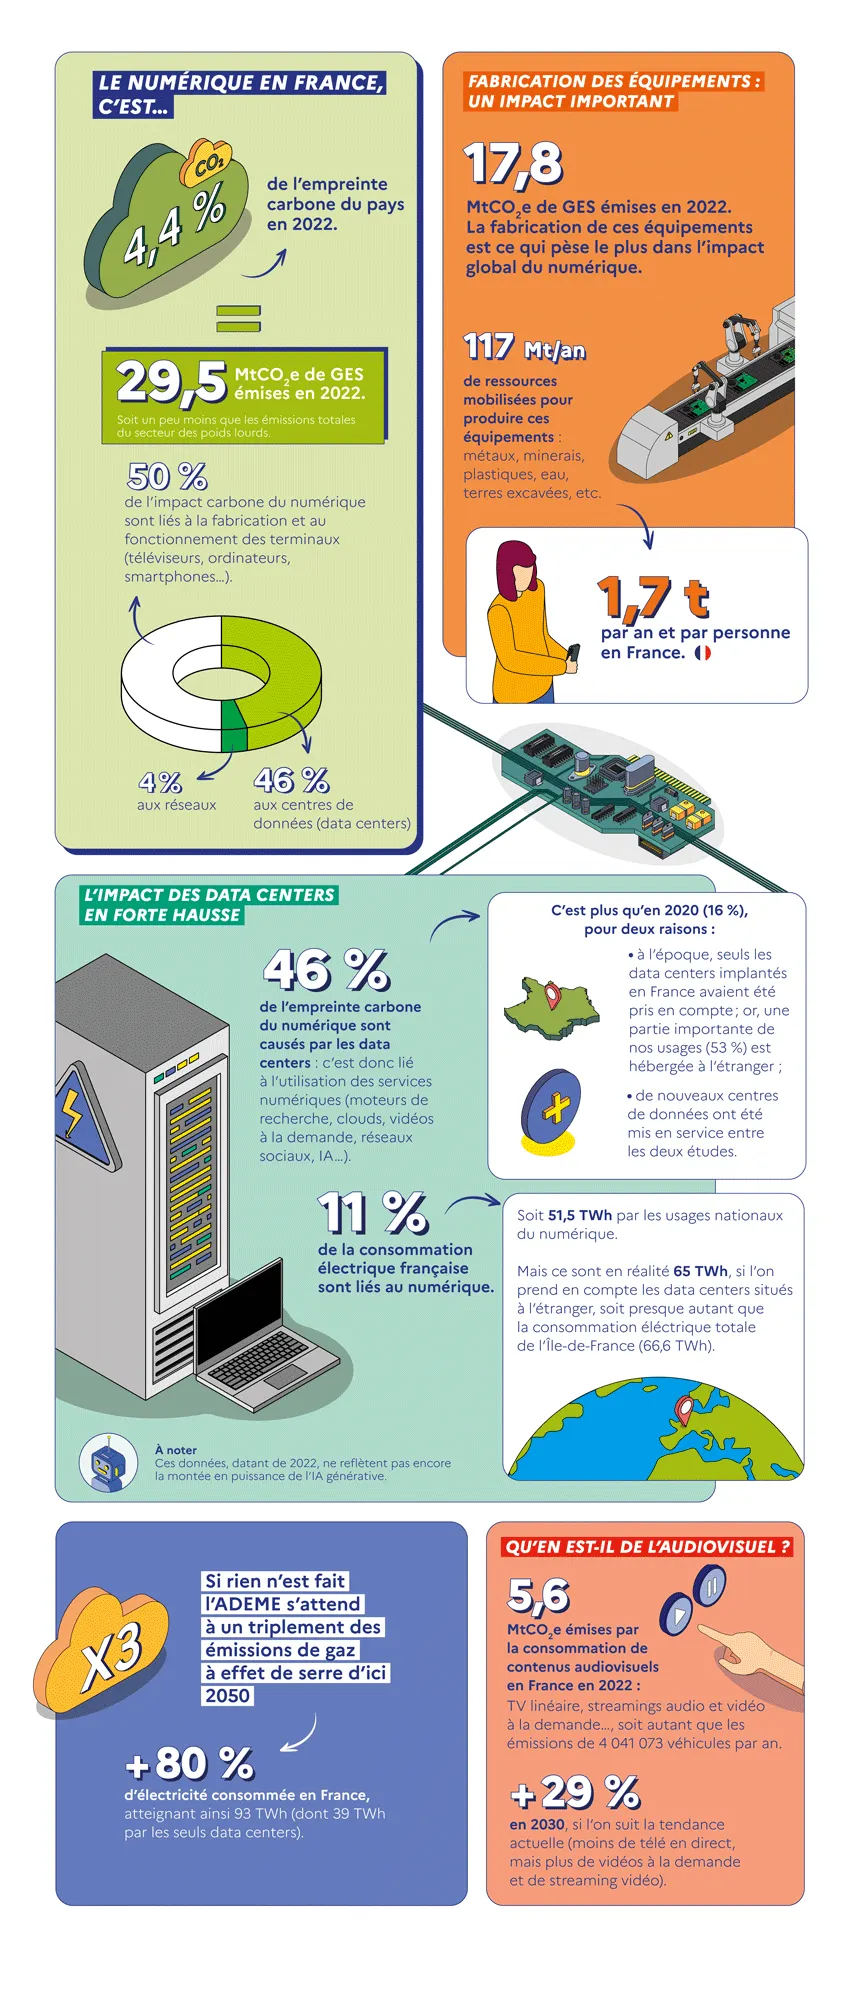 LE NUMÉRIQUE EN FRANCE,
C'EST...
CO2
4,4 %
de l'empreinte
carbone du pays
en 2022.
29,5
MtCO2e de GES
émises en 2022.
Soit un peu moins que les émissions totales
du secteur des poids lourds.
50 %
de l'impact carbone du numérique
sont liés à la fabrication et au
fonctionnement des terminaux
(téléviseurs, ordinateurs,
smartphones...).
4%
aux réseaux
46 %
aux centres de
données (data centers)
FABRICATION DES ÉQUIPEMENTS :
UN IMPACT IMPORTANT
17,8
MtCO2e de GES émises en 2022.
La fabrication de ces équipements
est ce qui pèse le plus dans l'impact
global du numérique.
117 Mt/an
de ressources
mobilisées pour
produire ces
équipements :
métaux, minerais,
plastiques, eau,
terres excavées, etc.
1,7 t
par an et par personne
en France.
L'IMPACT DES DATA CENTERS
EN FORTE HAUSSE
46 %
de l'empreinte carbone
du numérique sont
causés par les data
centers : c'est donc lié
à l'utilisation des services
numériques (moteurs de
recherche, clouds, vidéos
à la demande, réseaux
sociaux, IA...).
C'est plus qu'en 2020 (16 %),
pour deux raisons :
• à l'époque, seuls les
data centers implantés
en France avaient été
pris en compte ; or, une
partie importante de
nos usages (53 %) est
hébergée à l'étranger ;
• de nouveaux centres
de données ont été
mis en service entre
les deux études.
11 %
de la consommation
électrique française
sont liés au numérique.
Soit 51,5 TWh par les usages nationaux
du numérique.
Mais ce sont en réalité 65 TWh, si l'on
prend en compte les data centers situés
à l'étranger, soit presque autant que
la consommation éléctrique totale
de l'Île-de-France (66,6 TWh).
À noter
Ces données, datant de 2022, ne reflètent pas encore
la montée en puissance de l'IA générative.
X3
Si rien n'est fait
l'ADEME s'attend
à un triplement des
émissions de gaz
à effet de serre d'ici
2050
+ 80 %
d'électricité consommée en France,
atteignant ainsi 93 TWh (dont 39 TWh
par les seuls data centers).
QU'EN EST-IL DE L'AUDIOVISUEL ?
5,6
MtCO2e émises par
la consommation de
contenus audiovisuels
en France en 2022 :
TV linéaire, streamings audio et vidéo
à la demande..., soit autant que les
émissions de 4 041 073 véhicules par an.
+ 29 %
en 2030, si l'on suit la tendance
actuelle (moins de télé en direct,
mais plus de vidéos à la demande
et de streaming vidéo).